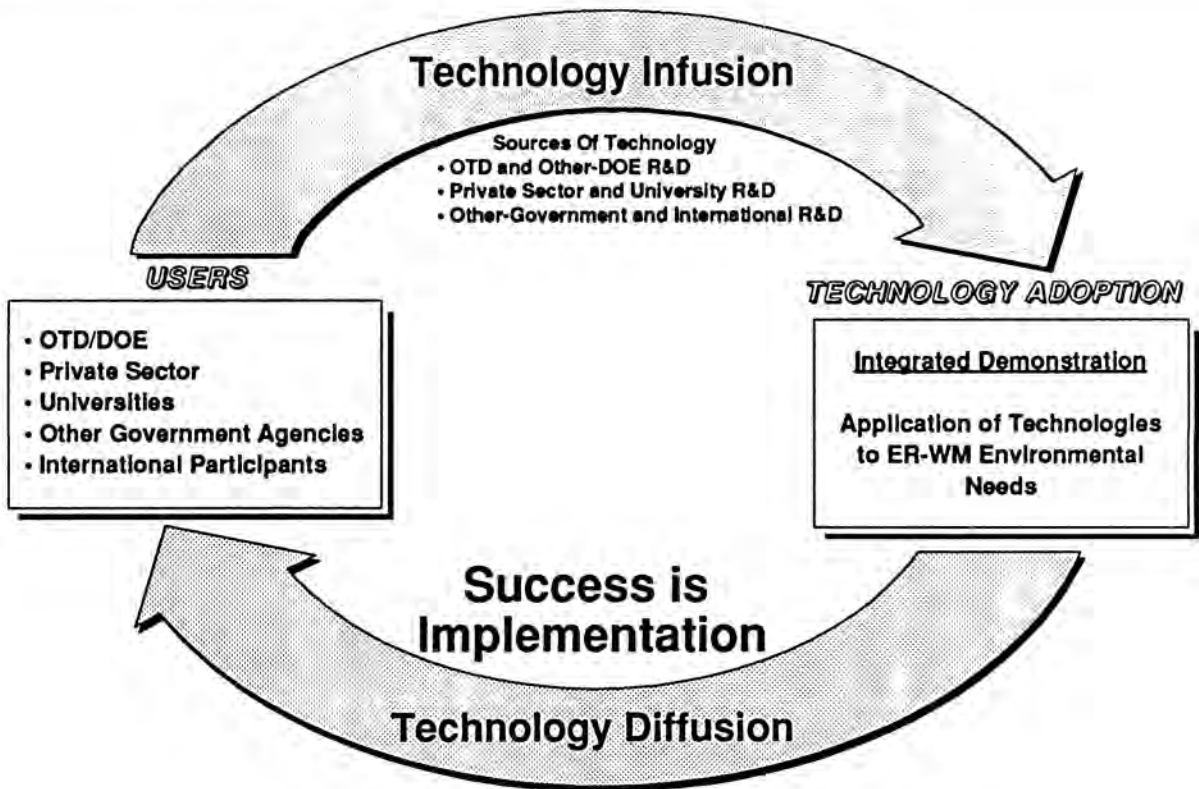 Technology Infusion
Sources Of Technology
• OTD and Other-DOE R&D
• Private Sector and University R&D
• Other-Government and International R&D
USERS
• OTD/DOE
• Private Sector
• Universities
• Other Government Agencies
• International Participants
TECHNOLOGY ADOPTION
Integrated Demonstration
Application of Technologies
to ER-WM Environmental
Needs
Success is
Implementation
Technology Diffusion